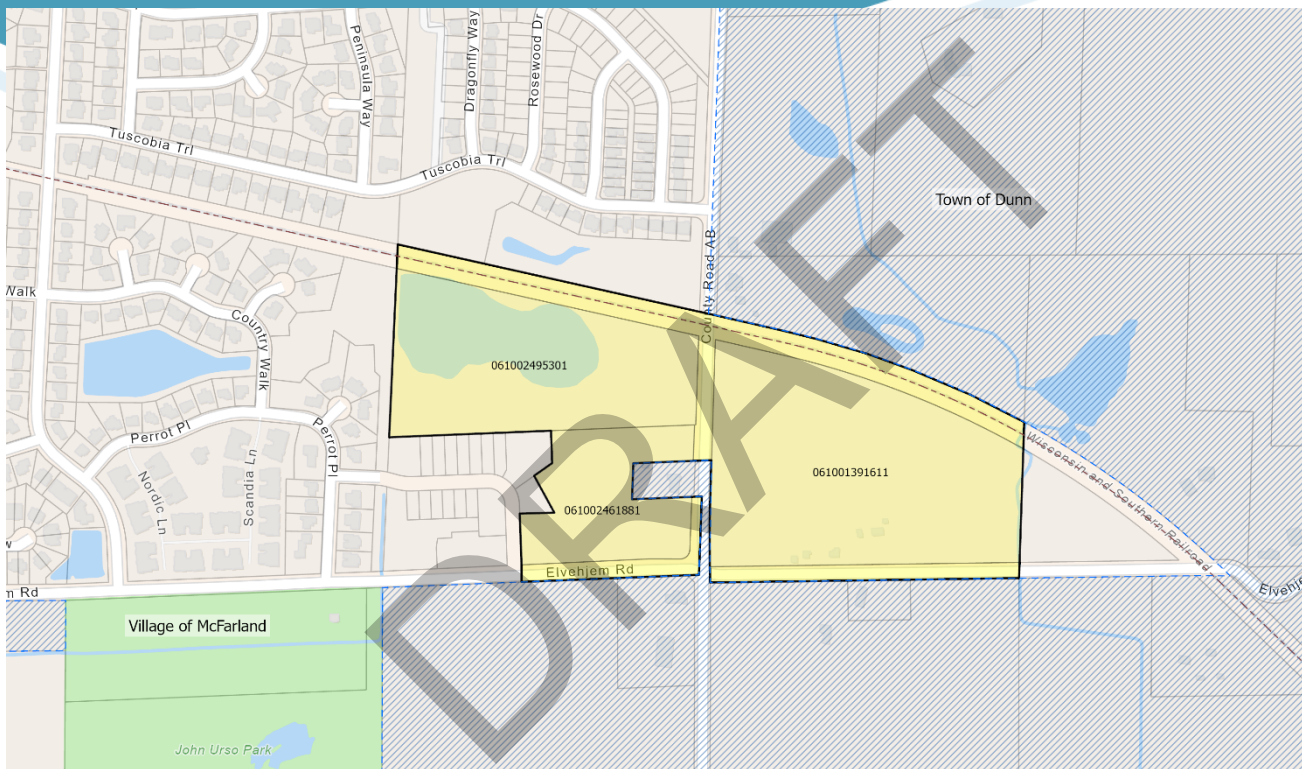 Peninsula Way
Dragonfly Way
Rosewood Dr
Tuscobia Trl
Tuscobia Trl
Town of Dunn
County Road AB
Walk
Country Walk
061002495301
Wisconsin and Southern Railroad
Perrot Pl
Perrot Pl
Nordic Ln
Scandia Ln
061001391611
061002461881
Elvehjem Rd
m Rd
Elvehje
w
Village of McFarland
John Urso Park
DRAFT